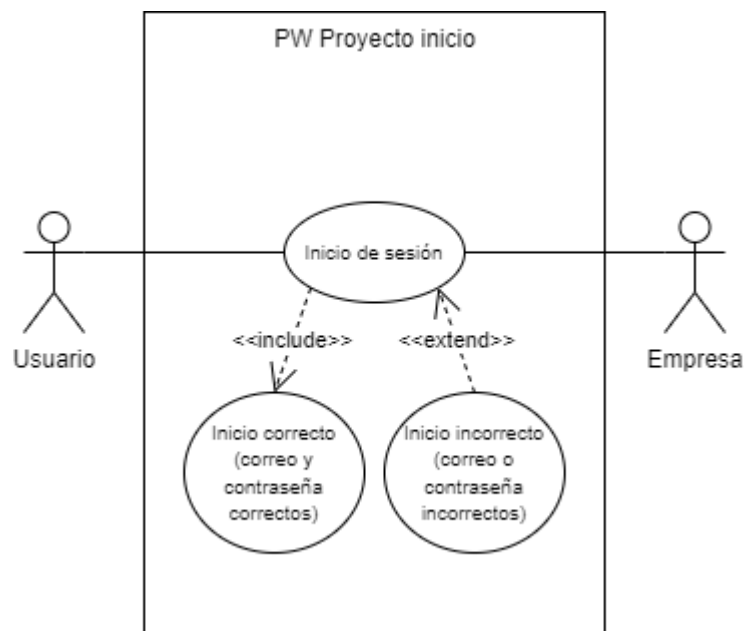 PW Proyecto inicio
Inicio de sesión
<<include>>
<<extend>>
Usuario
Empresa
Inicio correcto
(correo y
contraseña
correctos)
Inicio incorrecto
(correo o
contraseña
incorrectos)